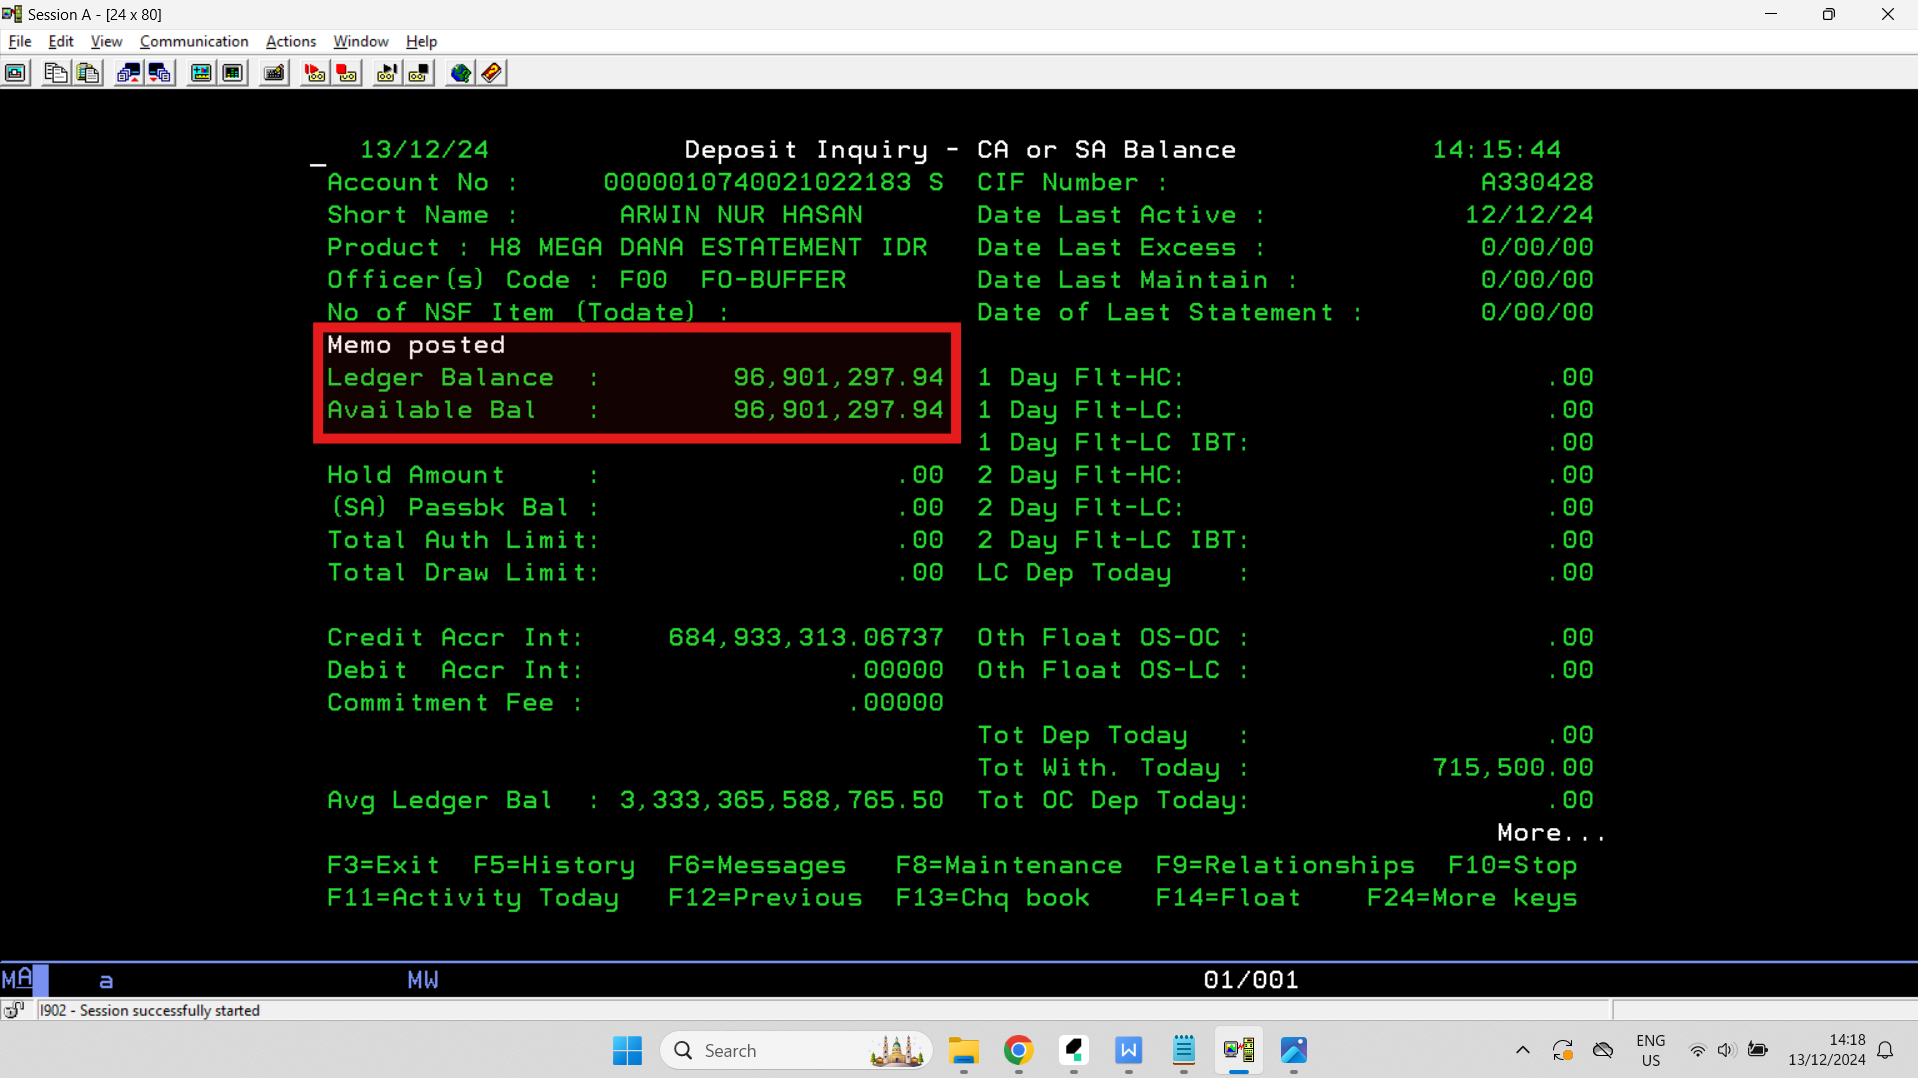 Session A - [24 x 80]
File Edit View Communication Actions Window Help
13/12/24 Deposit Inquiry - CA or SA Balance 14:15:44
Account No : 0000010740021022183 S CIF Number : A330428
Short Name : ARWIN NUR HASAN Date Last Active : 12/12/24
Product : H8 MEGA DANA ESTATEMENT IDR Date Last Excess : 0/00/00
Officer(s) Code : F00 FO-BUFFER Date Last Maintain : 0/00/00
No of NSF Item (Todate) : Date of Last Statement : 0/00/00
Memo posted
Ledger Balance : 96,901,297.94 1 Day Flt-HC: .00
Available Bal : 96,901,297.94 1 Day Flt-LC: .00
1 Day Flt-LC IBT: .00
Hold Amount : .00 2 Day Flt-HC: .00
(SA) Passbk Bal : .00 2 Day Flt-LC: .00
Total Auth Limit: .00 2 Day Flt-LC IBT: .00
Total Draw Limit: .00 LC Dep Today : .00
Credit Accr Int: 684,933,313.06737 Oth Float OS-OC : .00
Debit Accr Int: .00000 Oth Float OS-LC : .00
Commitment Fee : .00000
Tot Dep Today : .00
Tot With. Today : 715,500.00
Avg Ledger Bal : 3,333,365,588,765.50 Tot OC Dep Today: .00
More...
F3=Exit F5=History F6=Messages F8=Maintenance F9=Relationships F10=Stop
F11=Activity Today F12=Previous F13=Chq book F14=Float F24=More keys
MA a MW 01/001
I902 - Session successfully started
Search ENG US 14:18
13/12/2024